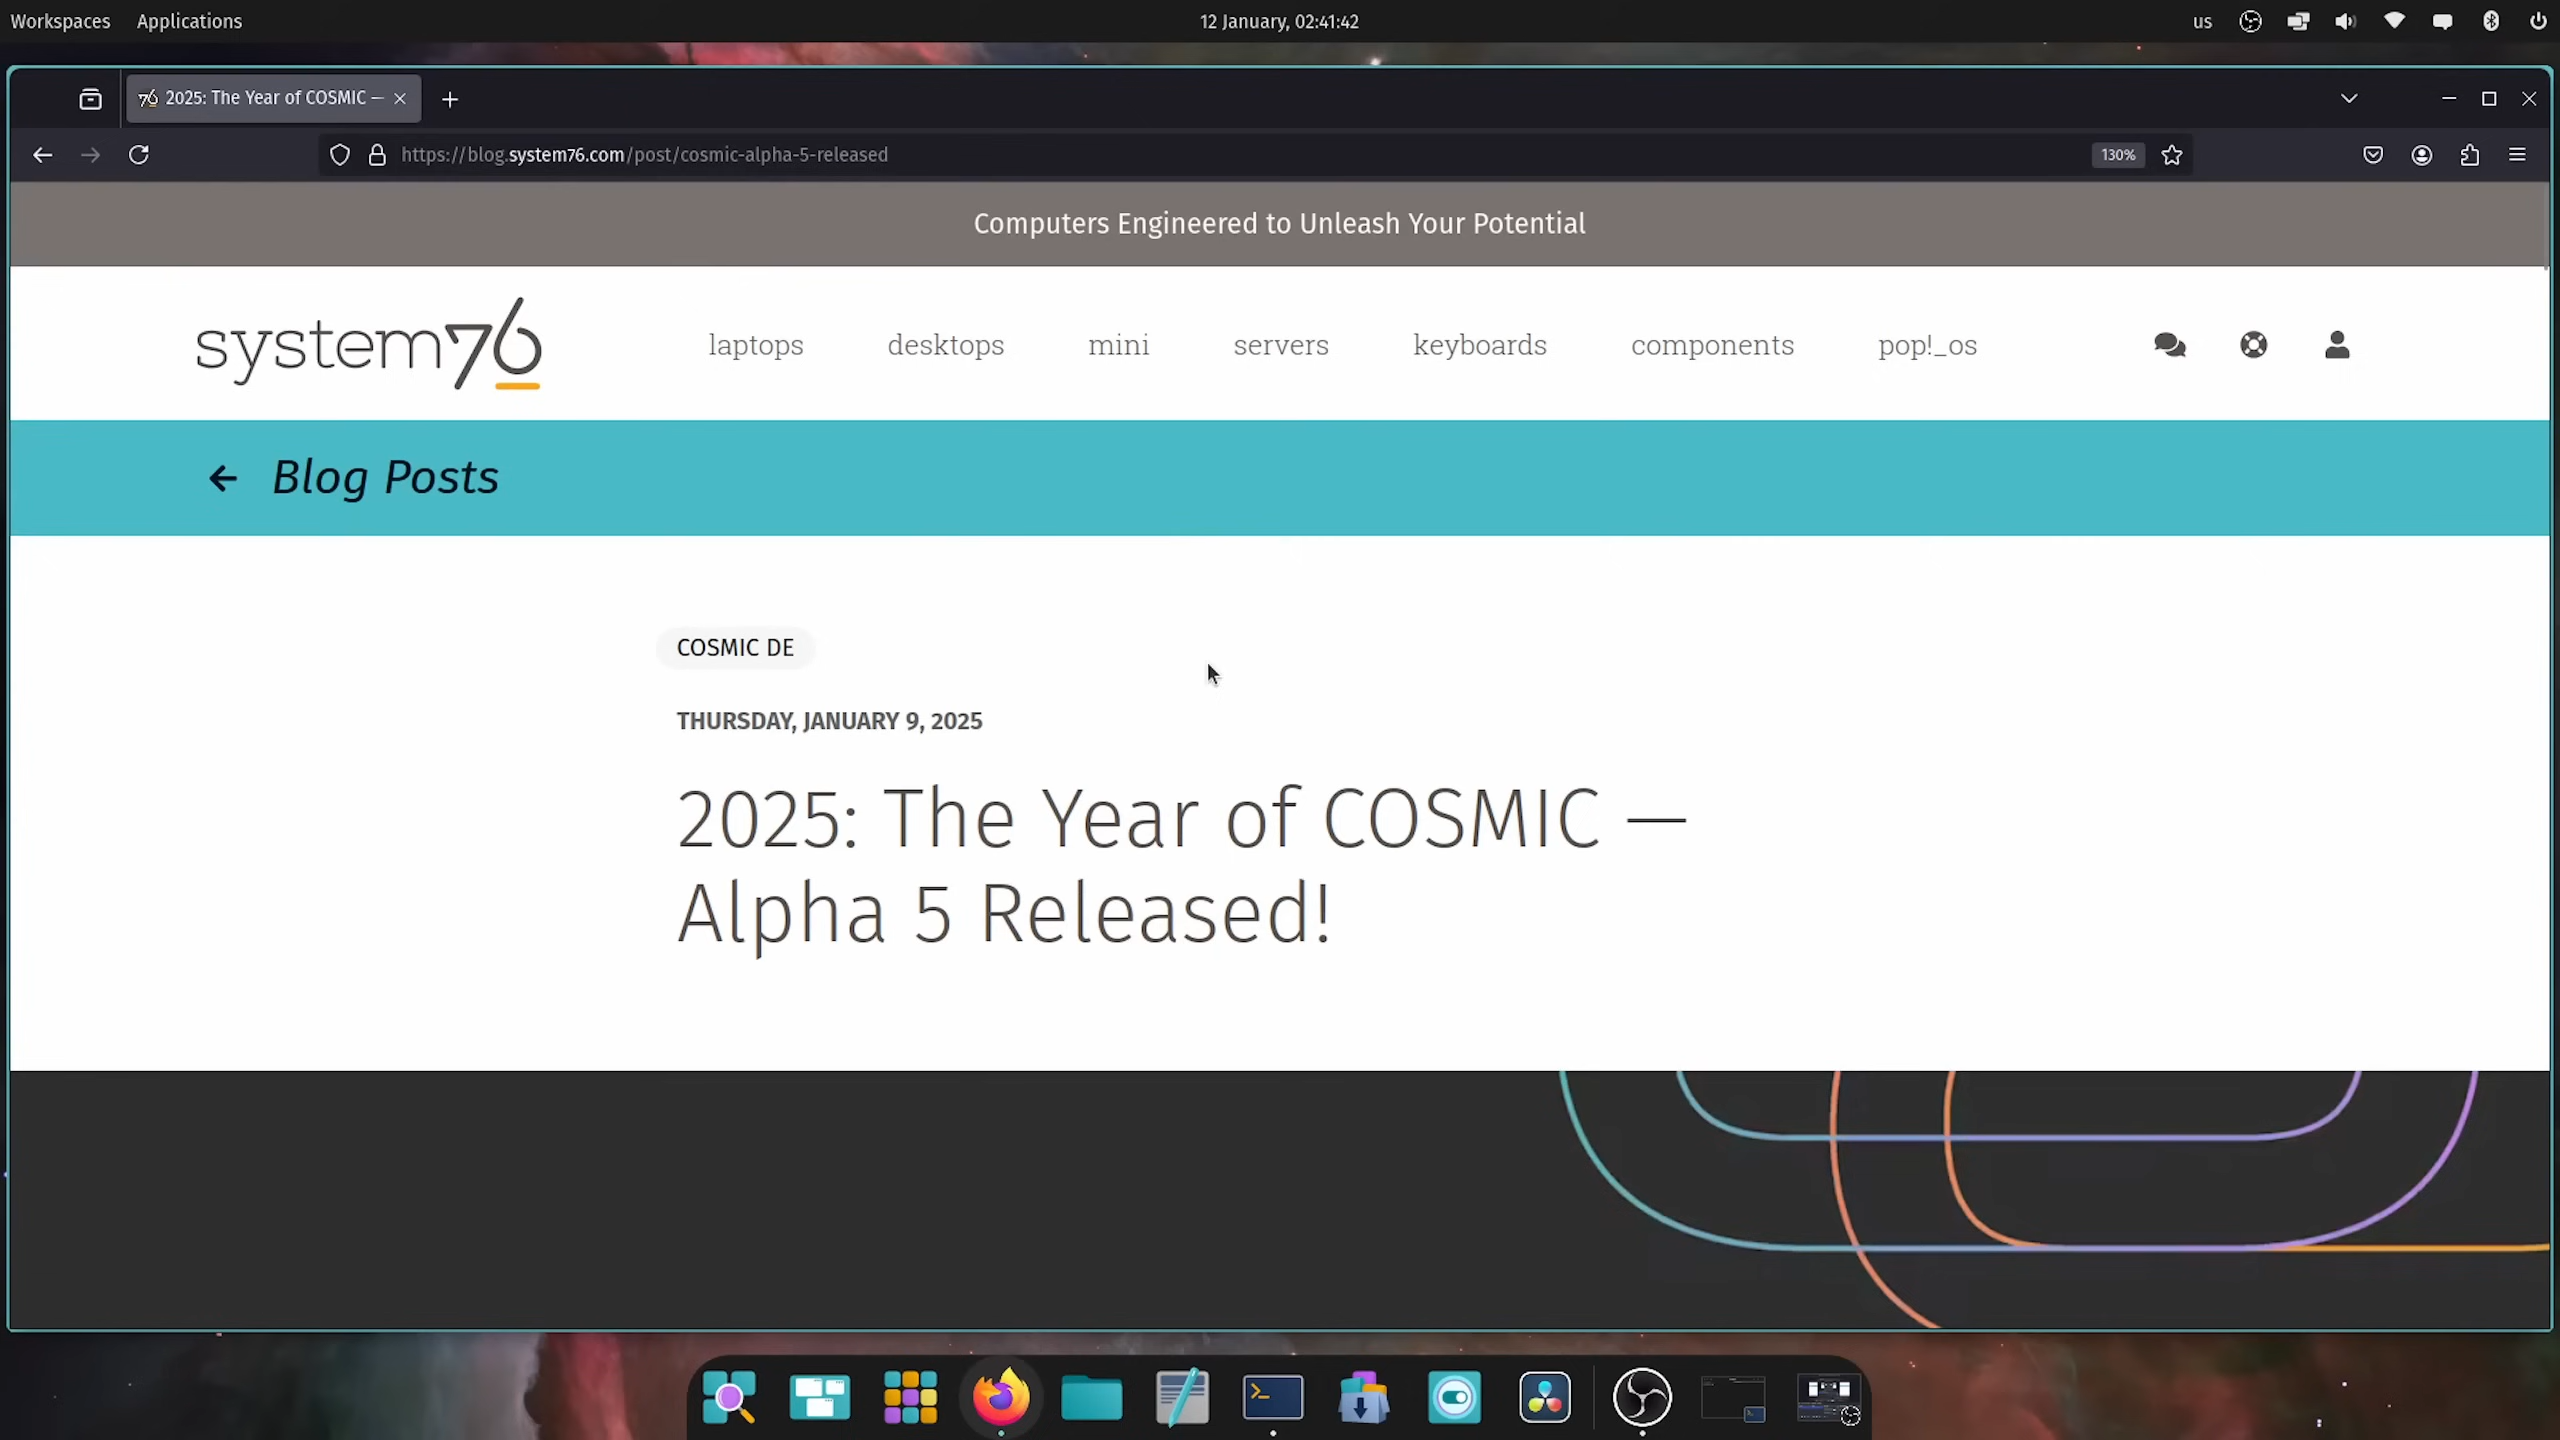 Workspaces Applications 12 January, 02:41:42 us
2025: The Year of COSMIC —
https://blog.system76.com/post/cosmic-alpha-5-released 130%
Computers Engineered to Unleash Your Potential
system76 laptops desktops mini servers keyboards components pop!_os
Blog Posts
COSMIC DE
THURSDAY, JANUARY 9, 2025
2025: The Year of COSMIC —
Alpha 5 Released!